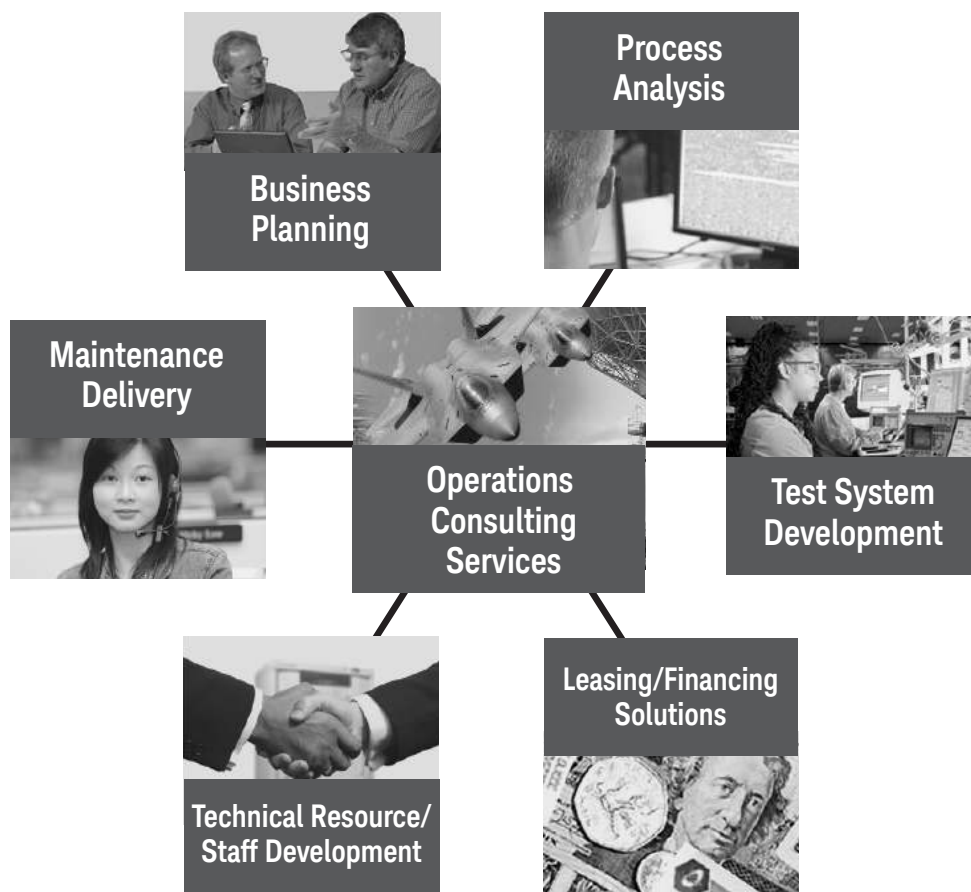 Process
Analysis
Business
Planning
Maintenance
Delivery
Operations
Consulting
Services
Test System
Development
Leasing/Financing
Solutions
Technical Resource/
Staff Development